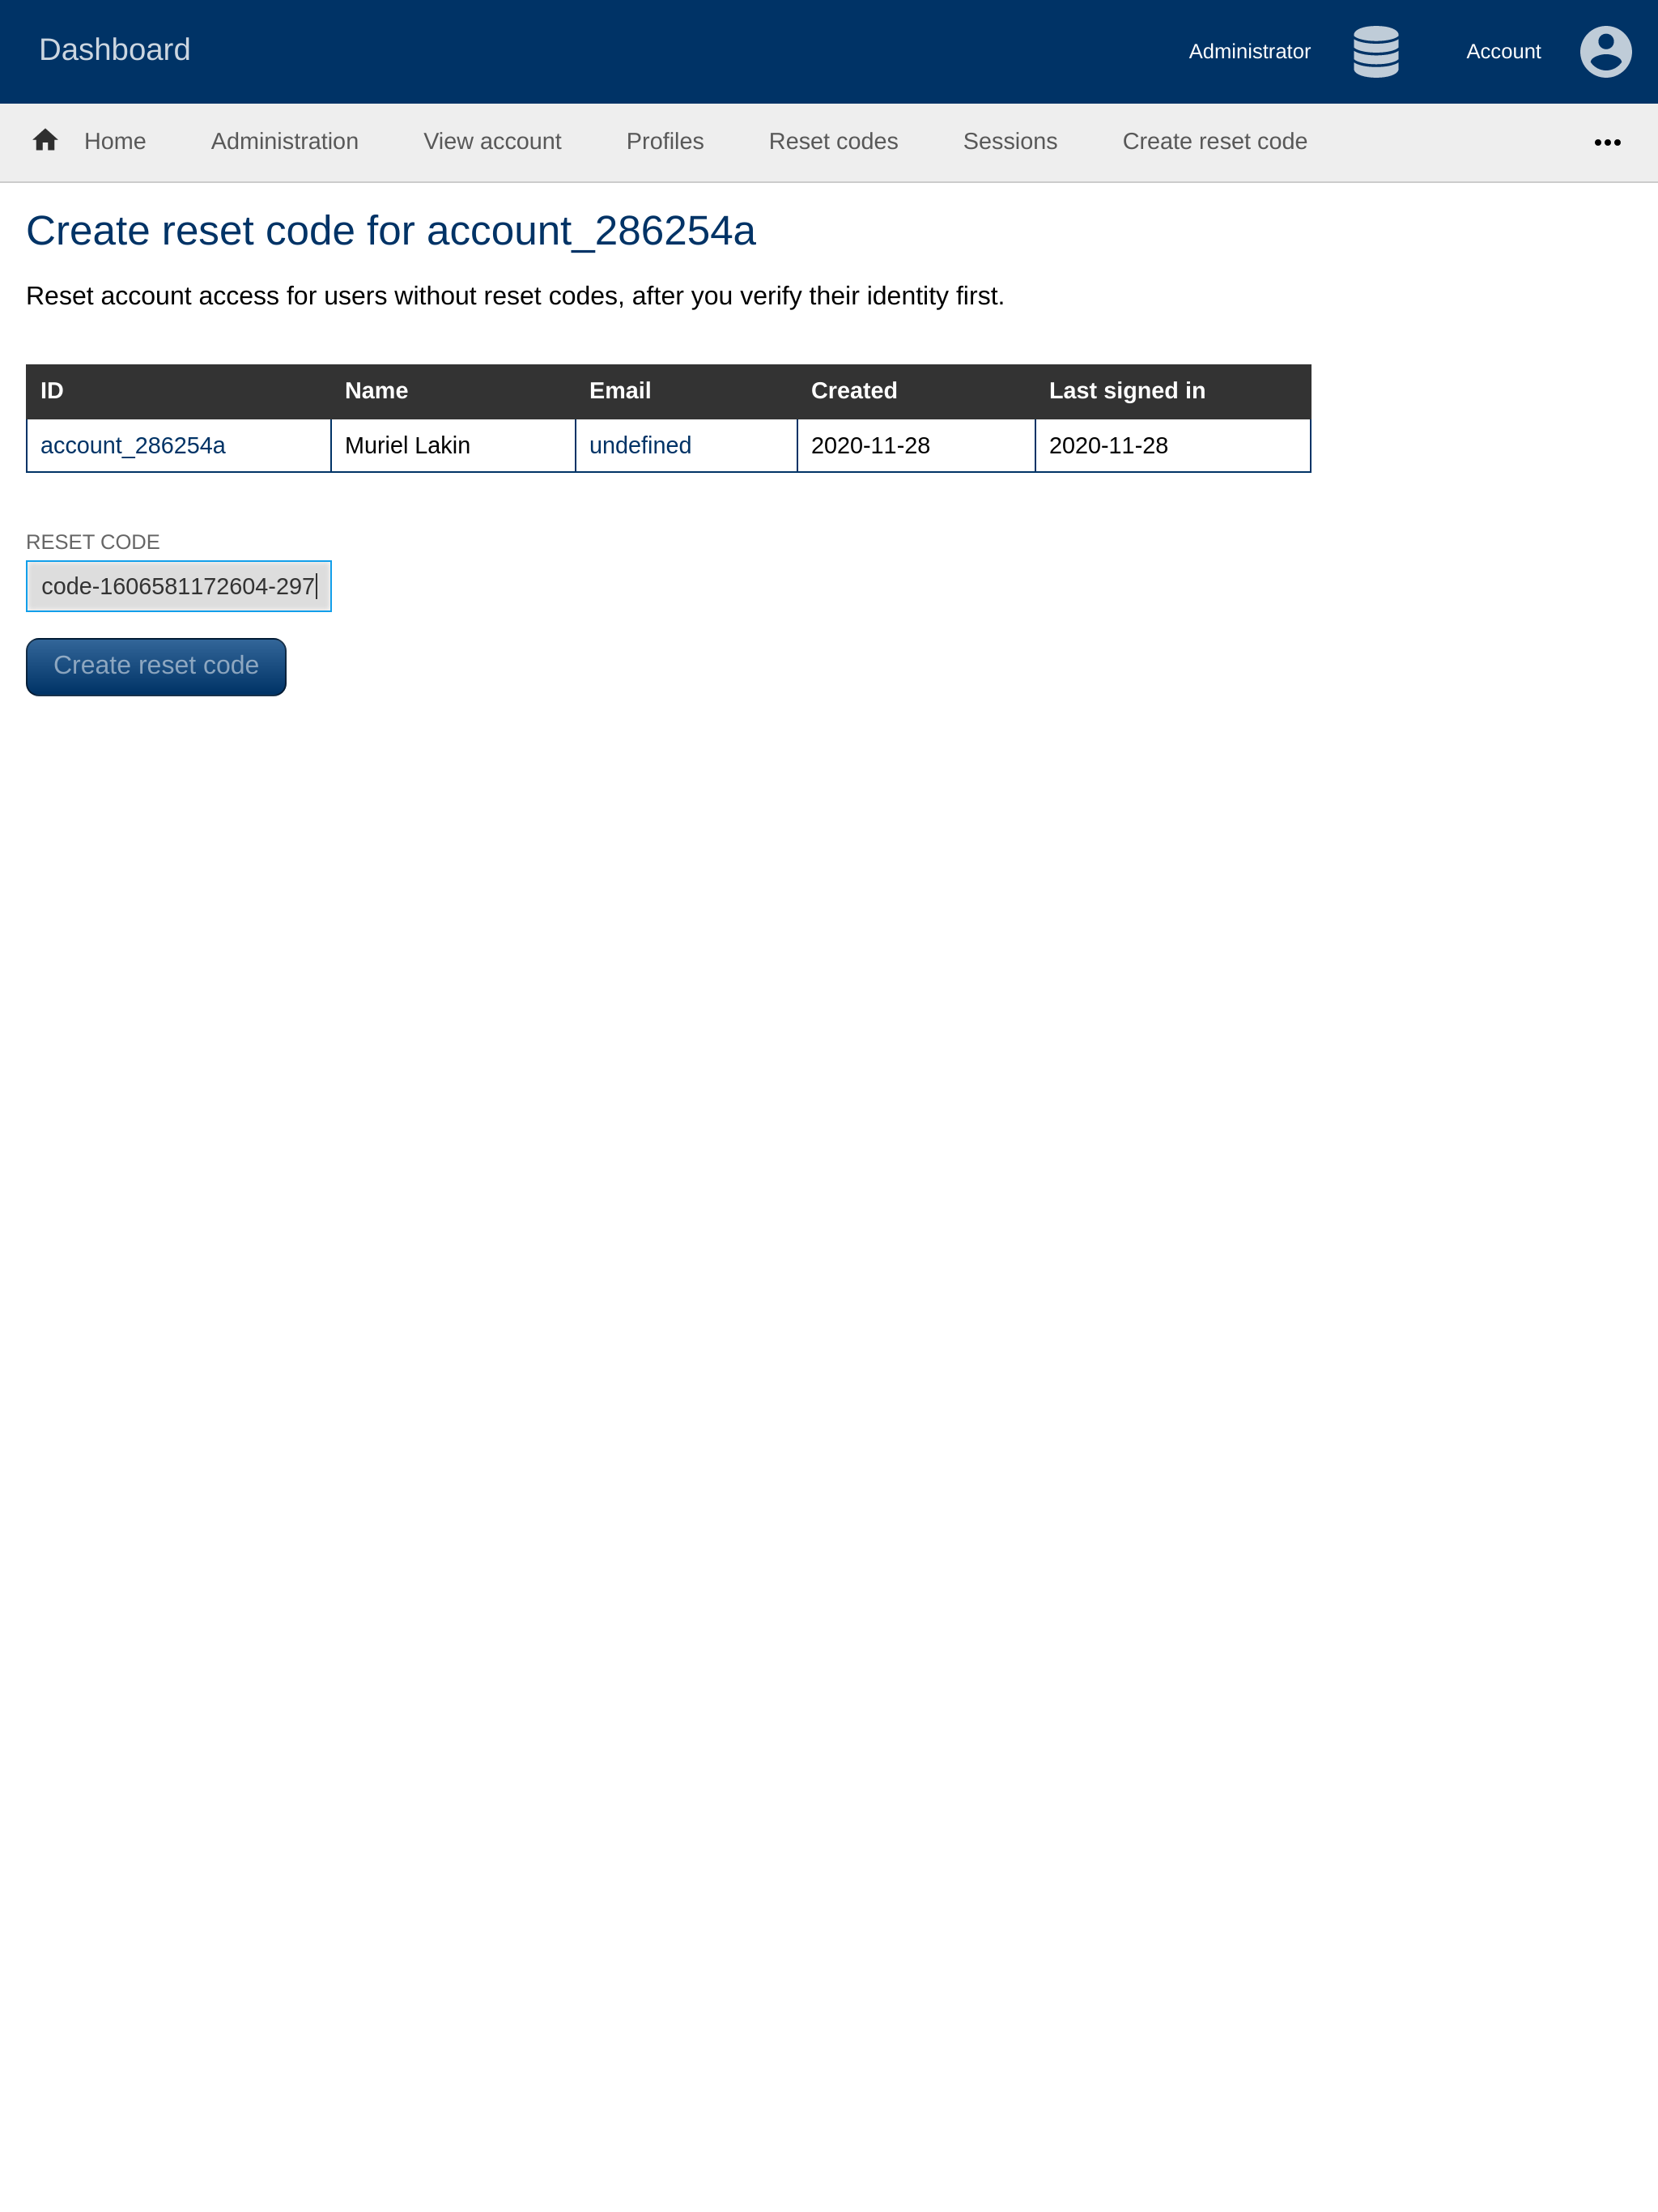 Dashboard Administrator Account
Home Administration View account Profiles Reset codes Sessions Create reset code
Create reset code for account_286254a
Reset account access for users without reset codes, after you verify their identity first.
ID Name Email Created Last signed in
account_286254a Muriel Lakin undefined 2020-11-28 2020-11-28
RESET CODE
code-1606581172604-297
Create reset code